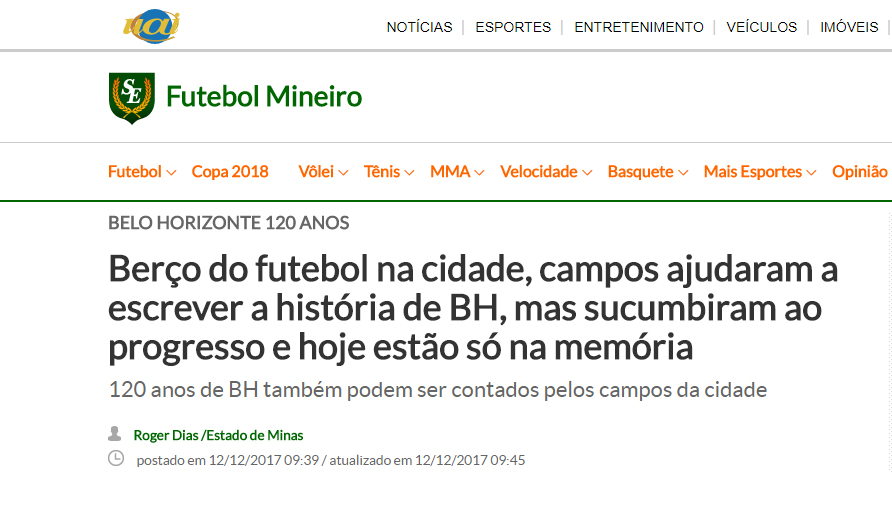 uai
NOTÍCIAS | ESPORTES | ENTRETENIMENTO | VEÍCULOS | IMÓVEIS |
SE Futebol Mineiro
Futebol Copa 2018 Vôlei Tênis MMA Velocidade Basquete Mais Esportes Opinião
BELO HORIZONTE 120 ANOS
Berço do futebol na cidade, campos ajudaram a
escrever a história de BH, mas sucumbiram ao
progresso e hoje estão só na memória
120 anos de BH também podem ser contados pelos campos da cidade
Roger Dias /Estado de Minas
postado em 12/12/2017 09:39 / atualizado em 12/12/2017 09:45